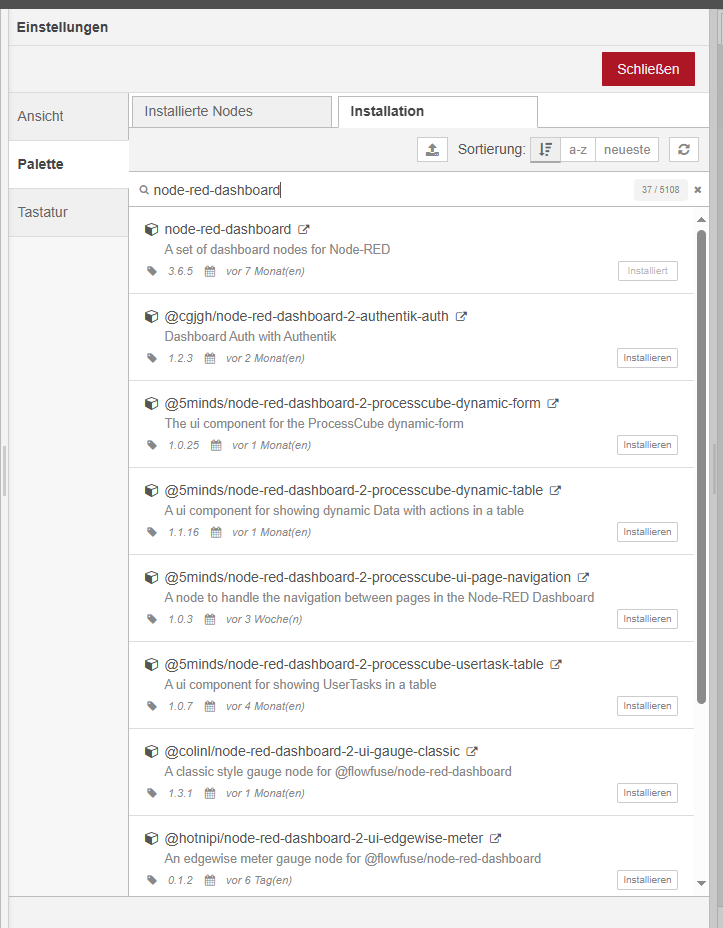 Einstellungen
Schließen
Ansicht
Palette
Tastatur
Installierte Nodes
Installation
Sortierung:
a-z
neueste
node-red-dashboard
37 / 5108
node-red-dashboard
A set of dashboard nodes for Node-RED
3.6.5 vor 7 Monat(en)
Installiert
@cgjgh/node-red-dashboard-2-authentik-auth
Dashboard Auth with Authentik
1.2.3 vor 2 Monat(en)
Installieren
@5minds/node-red-dashboard-2-processcube-dynamic-form
The ui component for the ProcessCube dynamic-form
1.0.25 vor 1 Monat(en)
Installieren
@5minds/node-red-dashboard-2-processcube-dynamic-table
A ui component for showing dynamic Data with actions in a table
1.1.16 vor 1 Monat(en)
Installieren
@5minds/node-red-dashboard-2-processcube-ui-page-navigation
A node to handle the navigation between pages in the Node-RED Dashboard
1.0.3 vor 3 Woche(n)
Installieren
@5minds/node-red-dashboard-2-processcube-usertask-table
A ui component for showing UserTasks in a table
1.0.7 vor 4 Monat(en)
Installieren
@colinl/node-red-dashboard-2-ui-gauge-classic
A classic style gauge node for @flowfuse/node-red-dashboard
1.3.1 vor 1 Monat(en)
Installieren
@hotnipi/node-red-dashboard-2-ui-edgewise-meter
An edgewise meter gauge node for @flowfuse/node-red-dashboard
0.1.2 vor 6 Tag(en)
Installieren